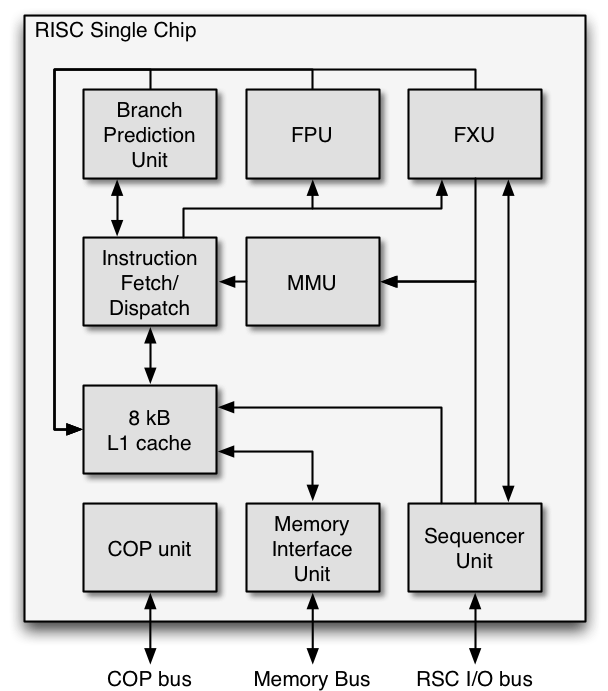 RISC Single Chip
Branch
Prediction
Unit
FPU
FXU
Instruction
Fetch/
Dispatch
MMU
8 kB
L1 cache
COP unit
Memory
Interface
Unit
Sequencer
Unit
COP bus
Memory Bus
RSC I/O bus